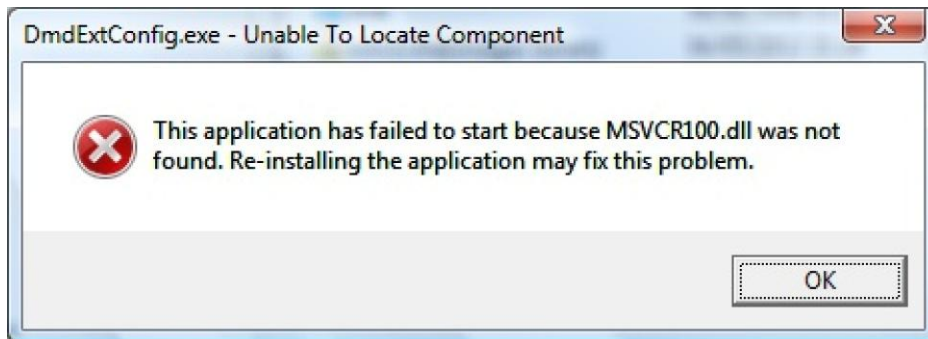 DmdExtConfig.exe - Unable To Locate Component
This application has failed to start because MSVCR100.dll was not
found. Re-installing the application may fix this problem.
OK